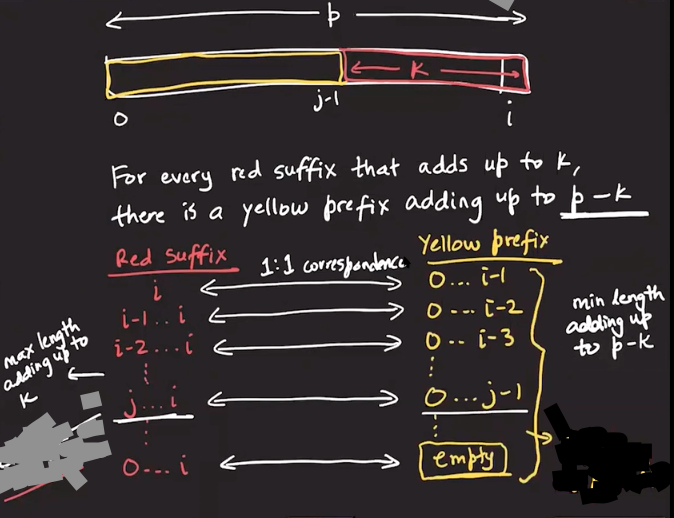 p
K
j-1
0
i
For every red suffix that adds up to K,
there is a yellow prefix adding up to p-K
Red Suffix
1:1 correspondence
Yellow prefix
i
0... i-1
i-1 ... i
0... i-2
i-2 ... i
0.. i-3
max length
adding up to
K
min length
adding up
to p-K
j... i
0...j-1
0... i
empty